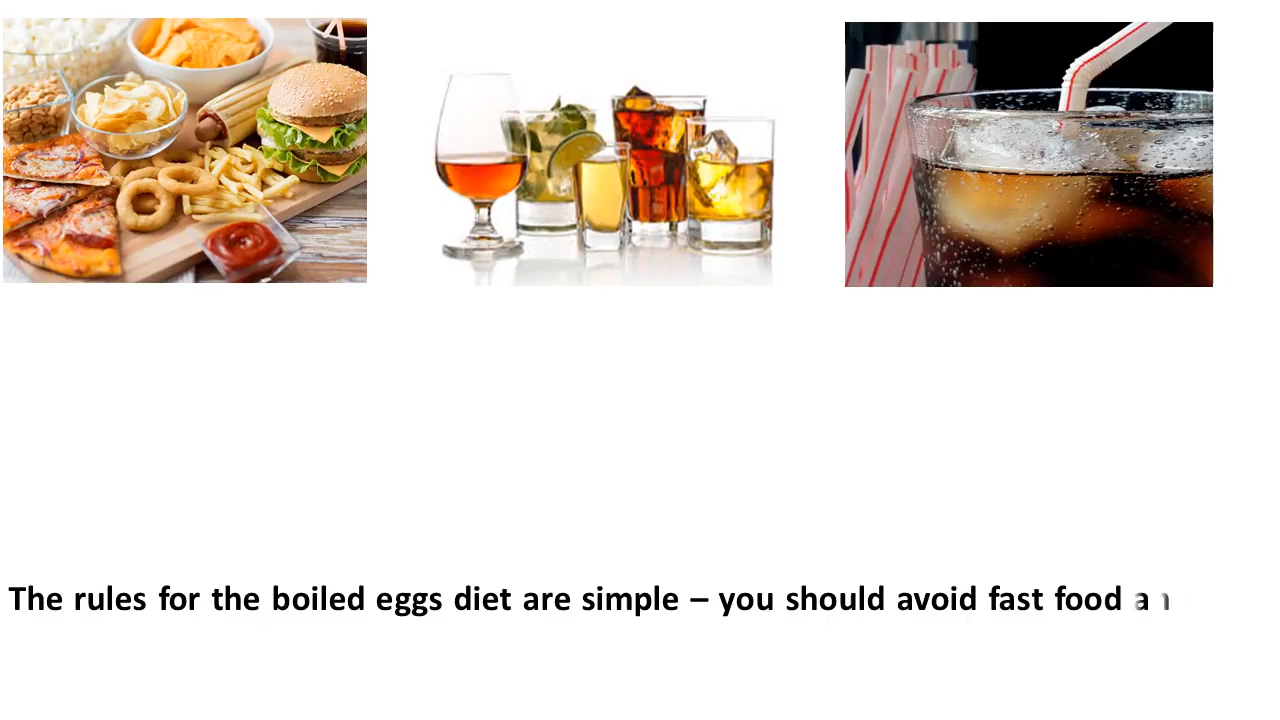 The rules for the boiled eggs diet are simple – you should avoid fast food